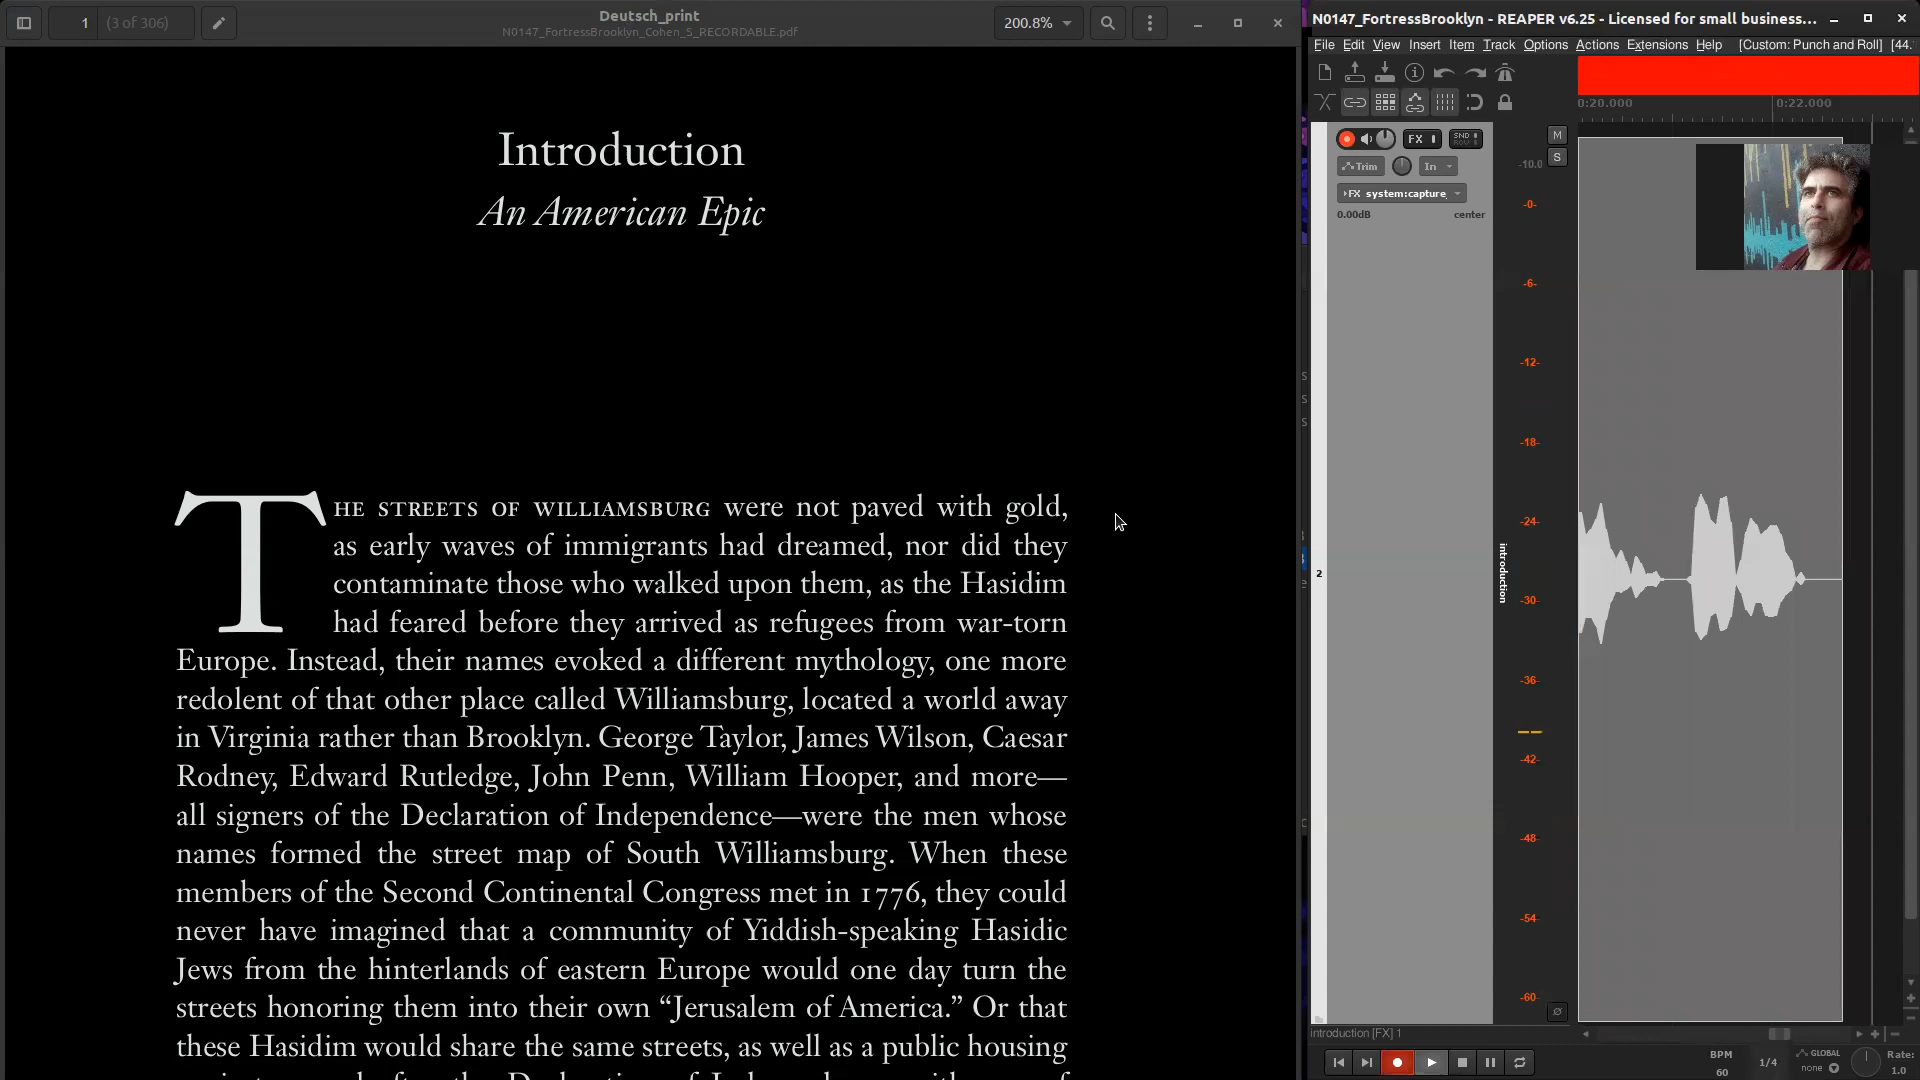 1
(3 of 306)
Deutsch_print
N0147_FortressBrooklyn_Cohen_S_RECORDABLE.pdf
200.8%
Introduction
An American Epic
THE STREETS OF WILLIAMSBURG were not paved with gold,
as early waves of immigrants had dreamed, nor did they
contaminate those who walked upon them, as the Hasidim
had feared before they arrived as refugees from war-torn
Europe. Instead, their names evoked a different mythology, one more
redolent of that other place called Williamsburg, located a world away
in Virginia rather than Brooklyn. George Taylor, James Wilson, Caesar
Rodney, Edward Rutledge, John Penn, William Hooper, and more—
all signers of the Declaration of Independence—were the men whose
names formed the street map of South Williamsburg. When these
members of the Second Continental Congress met in 1776, they could
never have imagined that a community of Yiddish-speaking Hasidic
Jews from the hinterlands of eastern Europe would one day turn the
streets honoring them into their own “Jerusalem of America.” Or that
these Hasidim would share the same streets, as well as a public housing
N0147_FortressBrooklyn - REAPER v6.25 - Licensed for small business...
File Edit View Insert Item Track Options Actions Extensions Help [Custom: Punch and Roll] [44.
0:20.000 0:22.000
FX
SND
RCV
M
S
Trim
In
FX system:capture
0.00dB center
-10.0
-0-
-6-
-12-
-18-
-24-
-30-
-36-
-42-
-48-
-54-
-60-
2
introduction
introduction [FX] 1
BPM
60
1/4
GLOBAL
none
Rate:
1.0